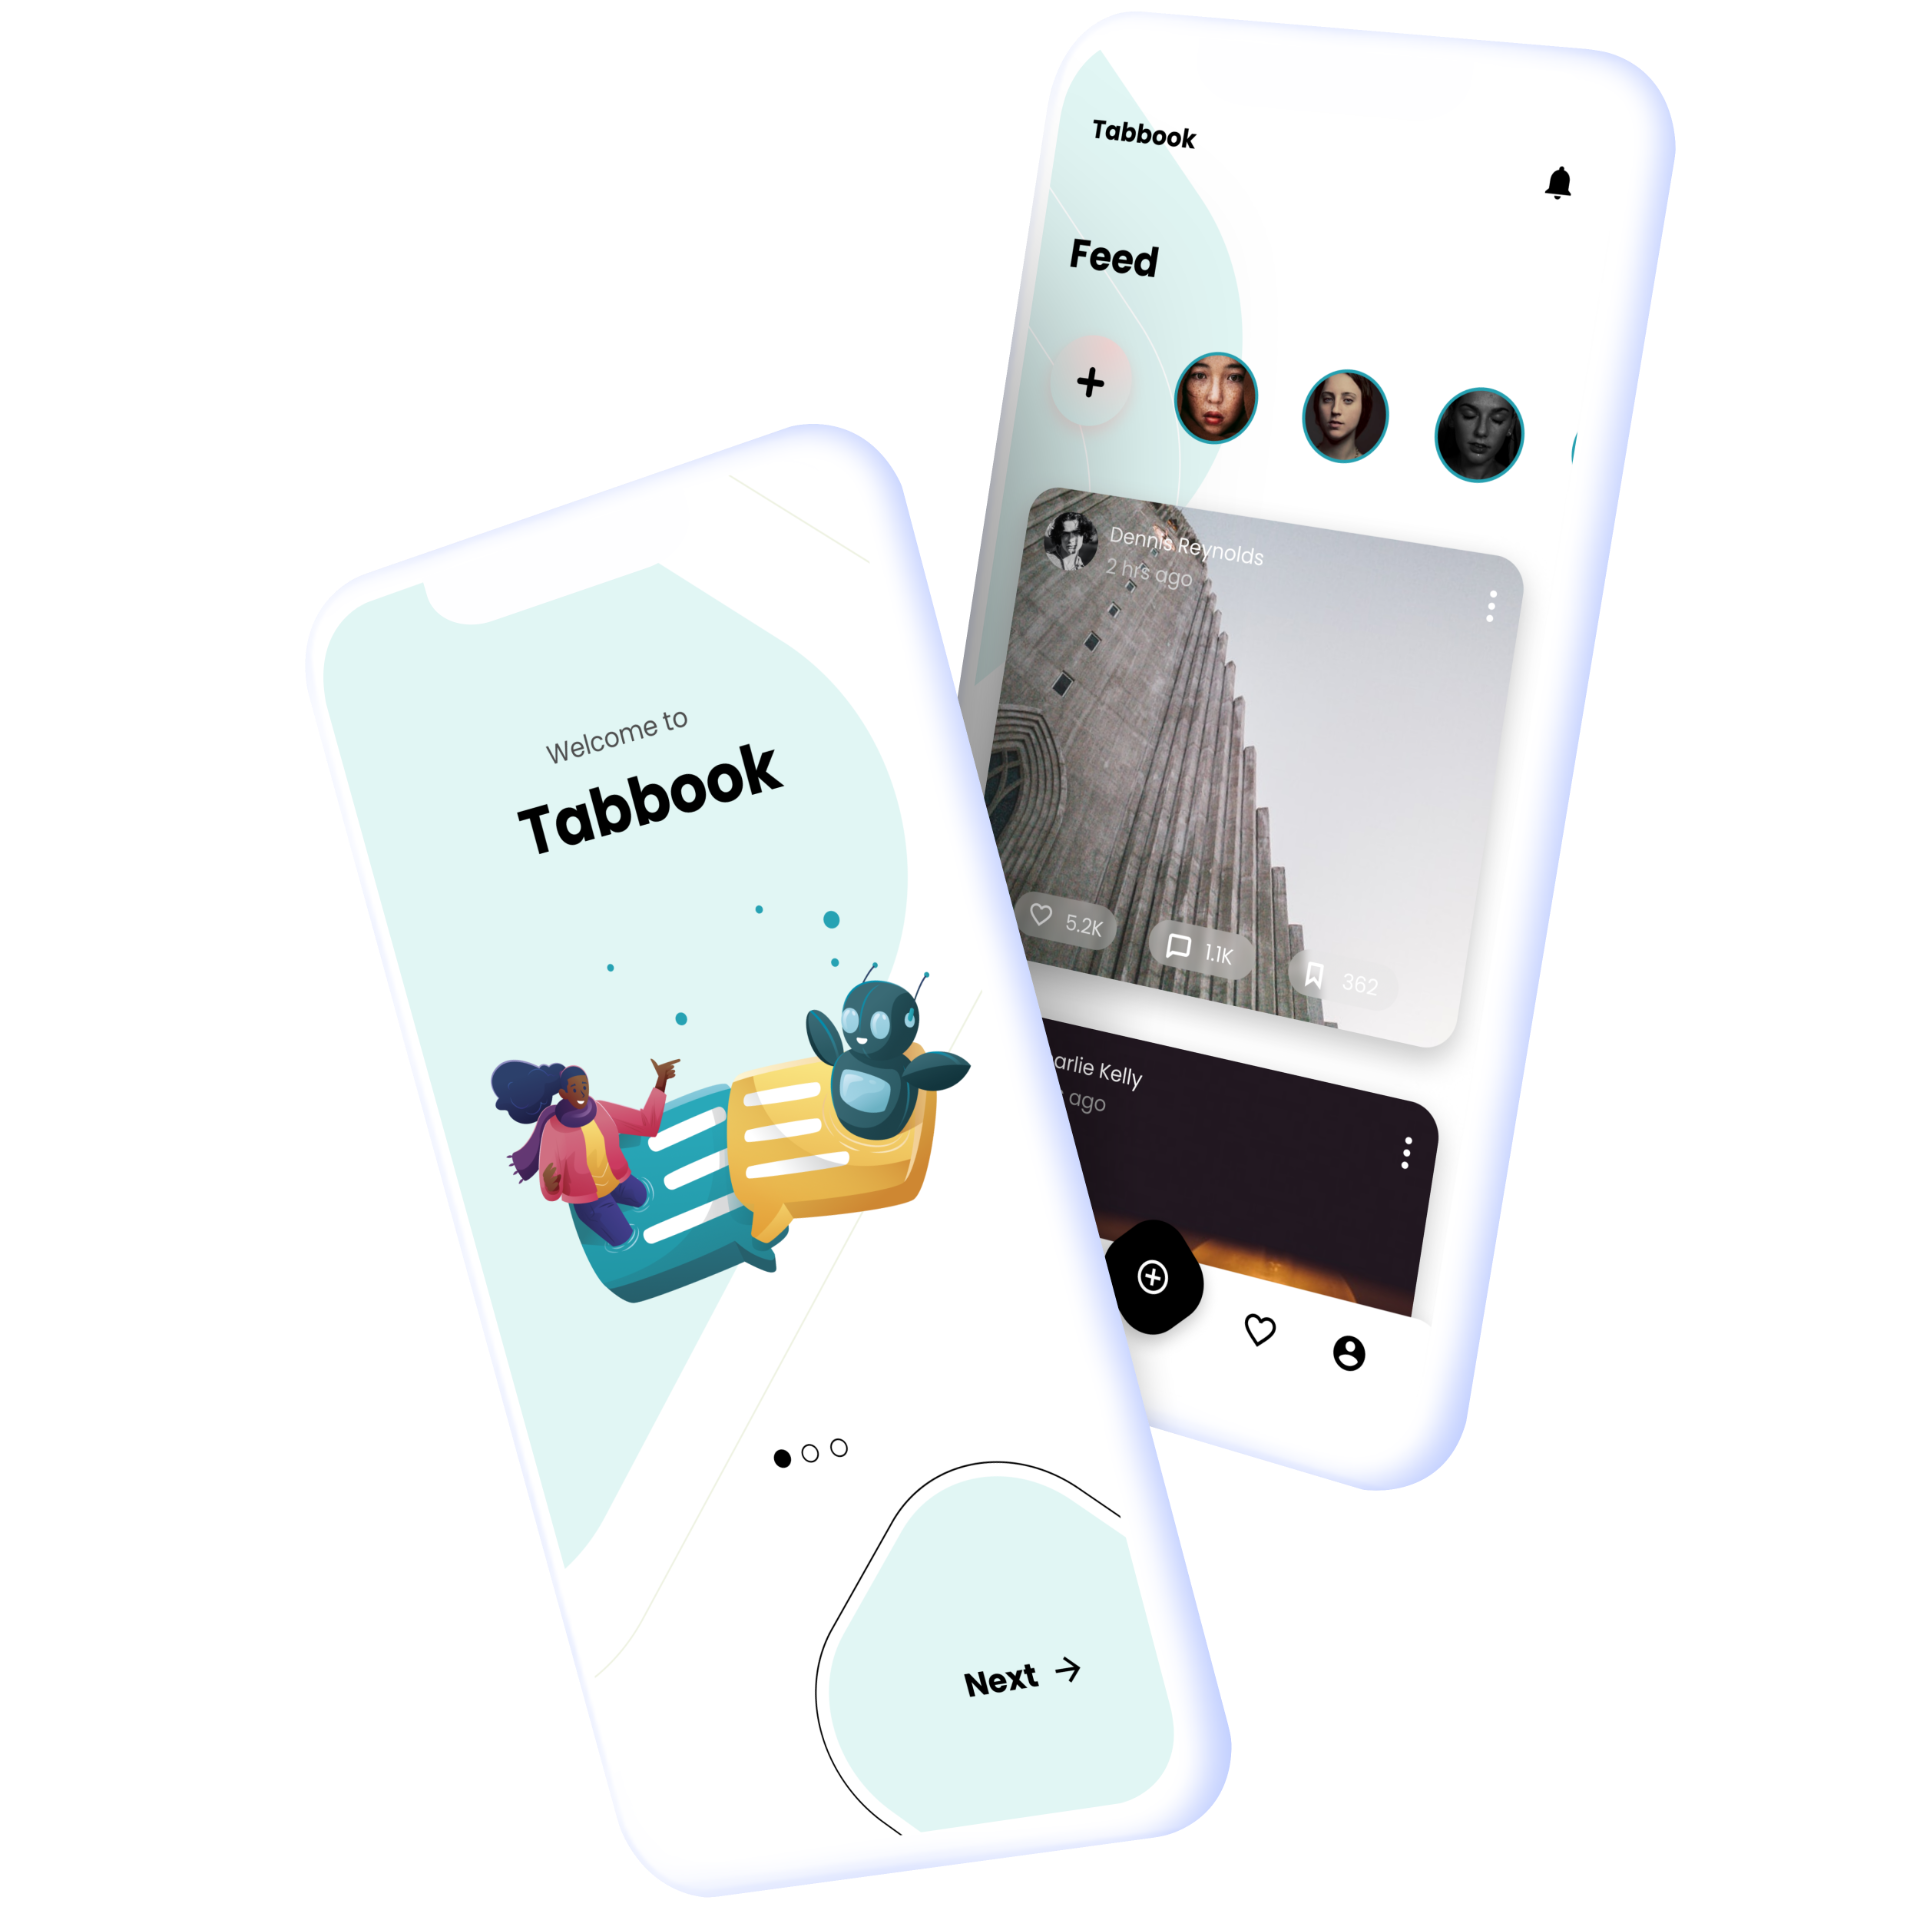 Welcome to
Tabbook
Next
Tabbook
Feed
Dennis Reynolds
2 hrs ago
5.2K
1.1K
362
arlie Kelly
ago